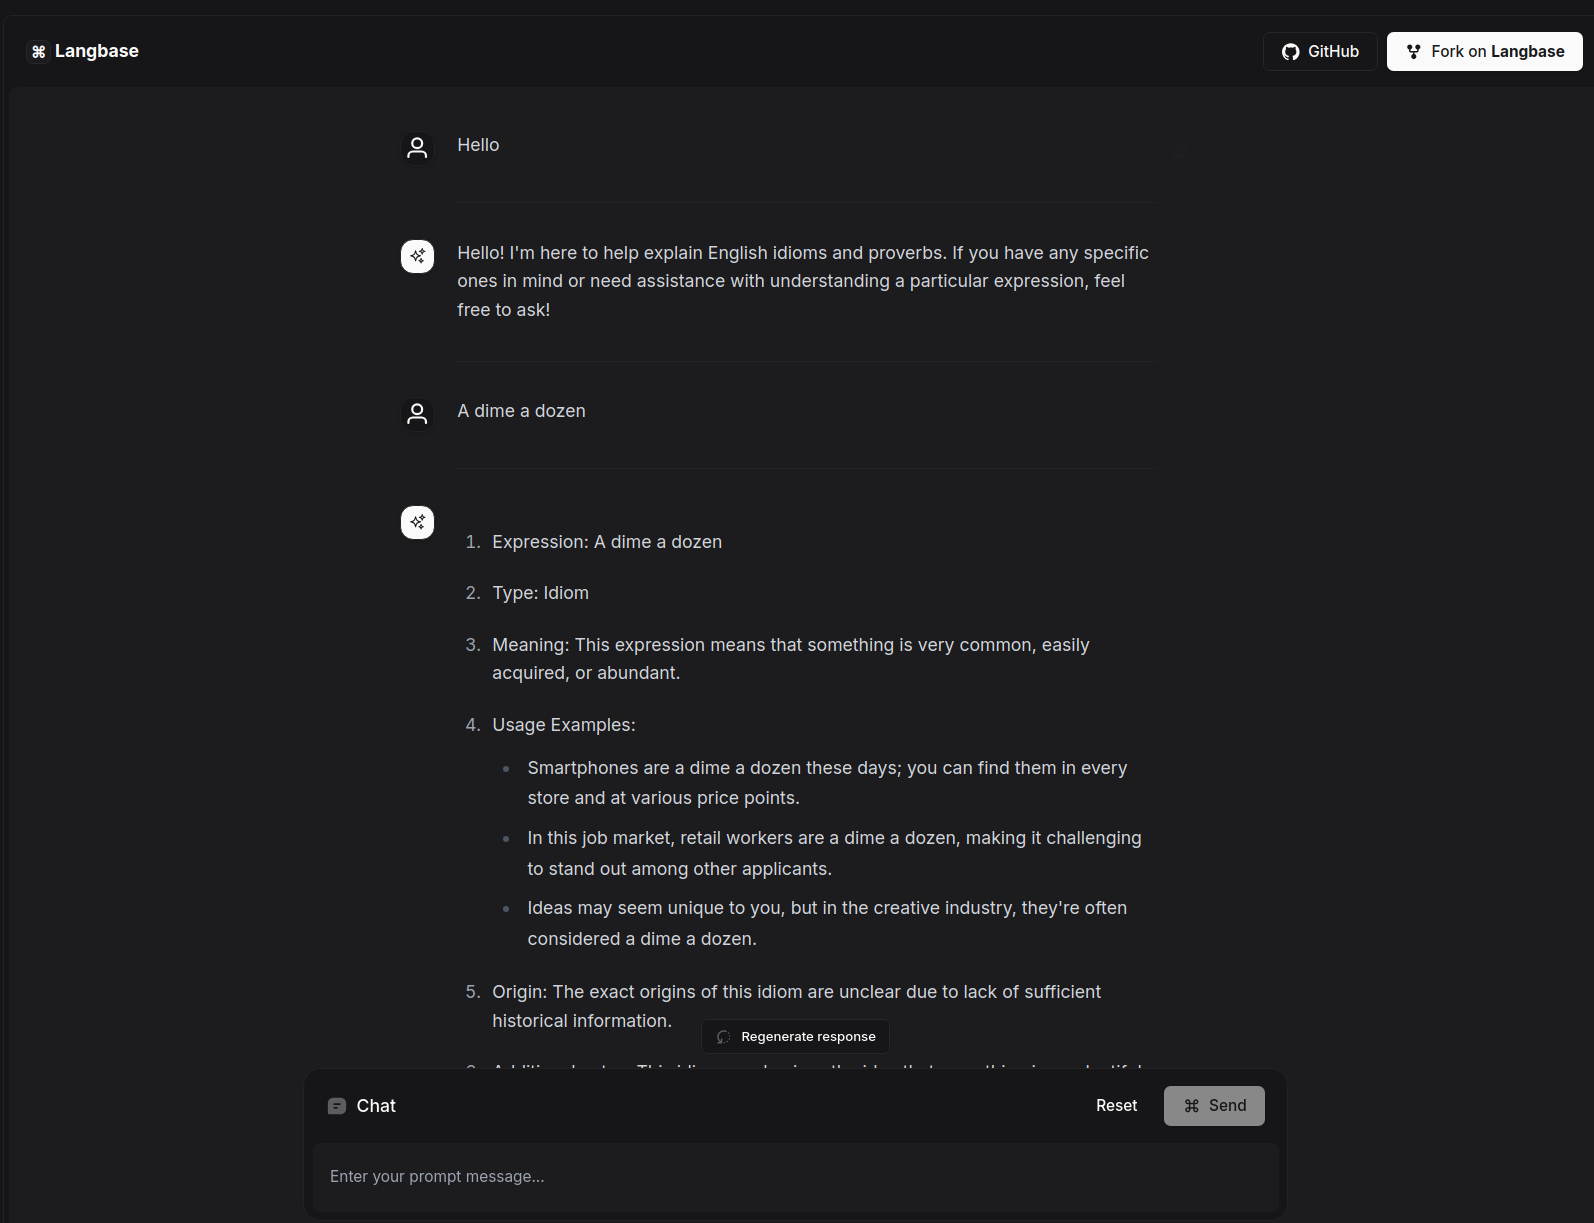 ⌘ Langbase
GitHub
Fork on Langbase
Hello
Hello! I'm here to help explain English idioms and proverbs. If you have any specific
ones in mind or need assistance with understanding a particular expression, feel
free to ask!
A dime a dozen
1. Expression: A dime a dozen
2. Type: Idiom
3. Meaning: This expression means that something is very common, easily
acquired, or abundant.
4. Usage Examples:
• Smartphones are a dime a dozen these days; you can find them in every
store and at various price points.
• In this job market, retail workers are a dime a dozen, making it challenging
to stand out among other applicants.
• Ideas may seem unique to you, but in the creative industry, they're often
considered a dime a dozen.
5. Origin: The exact origins of this idiom are unclear due to lack of sufficient
historical information.
Regenerate response
Chat
Reset
⌘ Send
Enter your prompt message...